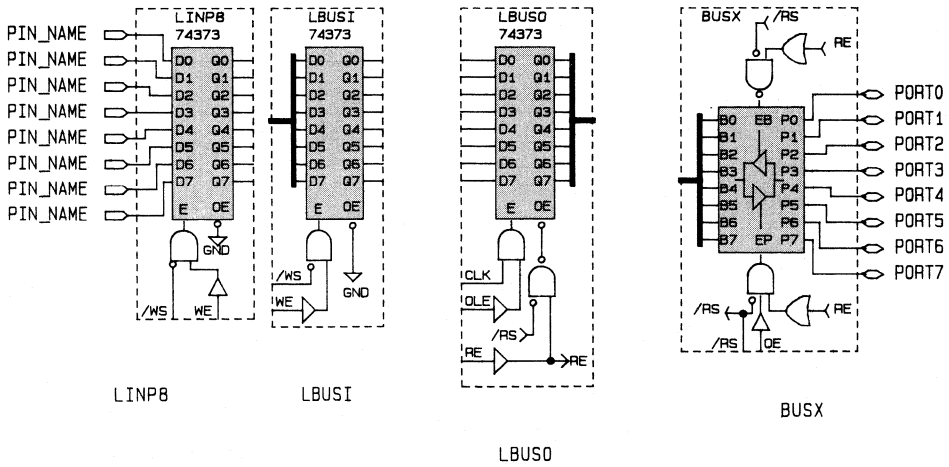 LINP8
74373
PIN_NAME
PIN_NAME
PIN_NAME
PIN_NAME
PIN_NAME
PIN_NAME
PIN_NAME
PIN_NAME
D0 Q0
D1 Q1
D2 Q2
D3 Q3
D4 Q4
D5 Q5
D6 Q6
D7 Q7
E OE
GND
/WS WE
LINP8
LBUSI
74373
D0 Q0
D1 Q1
D2 Q2
D3 Q3
D4 Q4
D5 Q5
D6 Q6
D7 Q7
E OE
/WS
WE
GND
LBUSI
LBUSO
74373
D0 Q0
D1 Q1
D2 Q2
D3 Q3
D4 Q4
D5 Q5
D6 Q6
D7 Q7
E OE
CLK
OLE
/RS
RE
RE
LBUSO
BUSX
/RS
RE
B0 EB P0
B1 P1
B2 P2
B3 P3
B4 P4
B5 P5
B6 P6
B7 EP P7
PORT0
PORT1
PORT2
PORT3
PORT4
PORT5
PORT6
PORT7
/RS
RE
/RS OE
BUSX